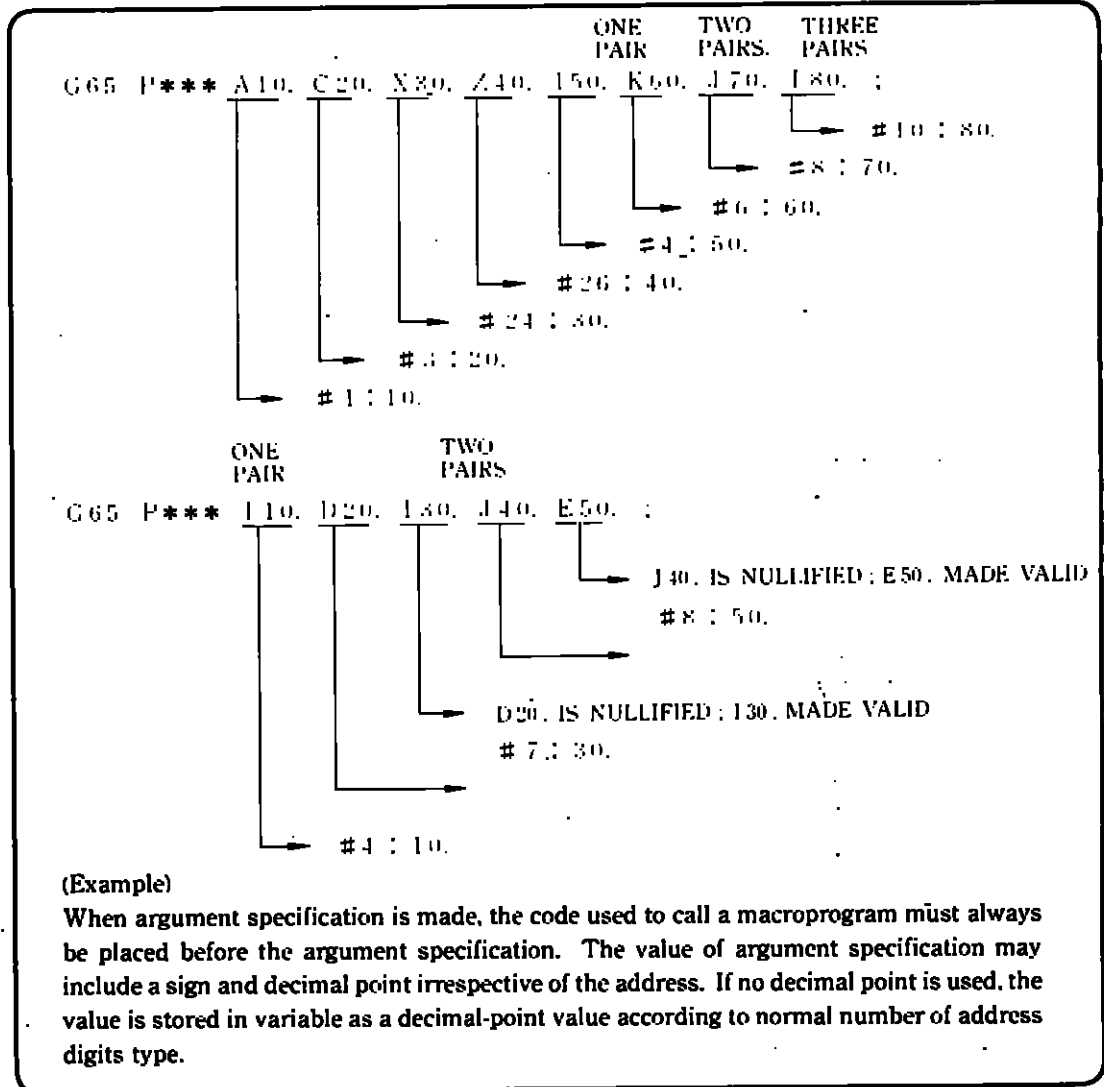 ONE TWO THREE
PAIR PAIRS. PAIRS
G65 P*** A10. C20. X30. Z40. I50. K60. J70. I80. ;
#10 : 80.
#8 : 70.
#6 : 60.
#4 : 50.
#26 : 40.
#24 : 30.
#3 : 20.
#1 : 10.
ONE TWO
PAIR PAIRS
G65 P*** I10. D20. I30. J40. E50. ;
J40. IS NULLIFIED ; E50. MADE VALID
#8 : 50.
D20. IS NULLIFIED ; I30. MADE VALID
#7 : 30.
#4 : 10.
(Example)
When argument specification is made, the code used to call a macroprogram must always
be placed before the argument specification. The value of argument specification may
include a sign and decimal point irrespective of the address. If no decimal point is used, the
value is stored in variable as a decimal-point value according to normal number of address
digits type.